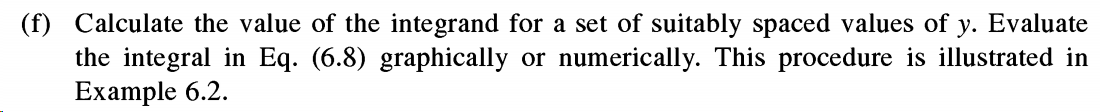 (f) Calculate the value of the integrand for a set of suitably spaced values of y. Evaluate
the integral in Eq. (6.8) graphically or numerically. This procedure is illustrated in
Example 6.2.